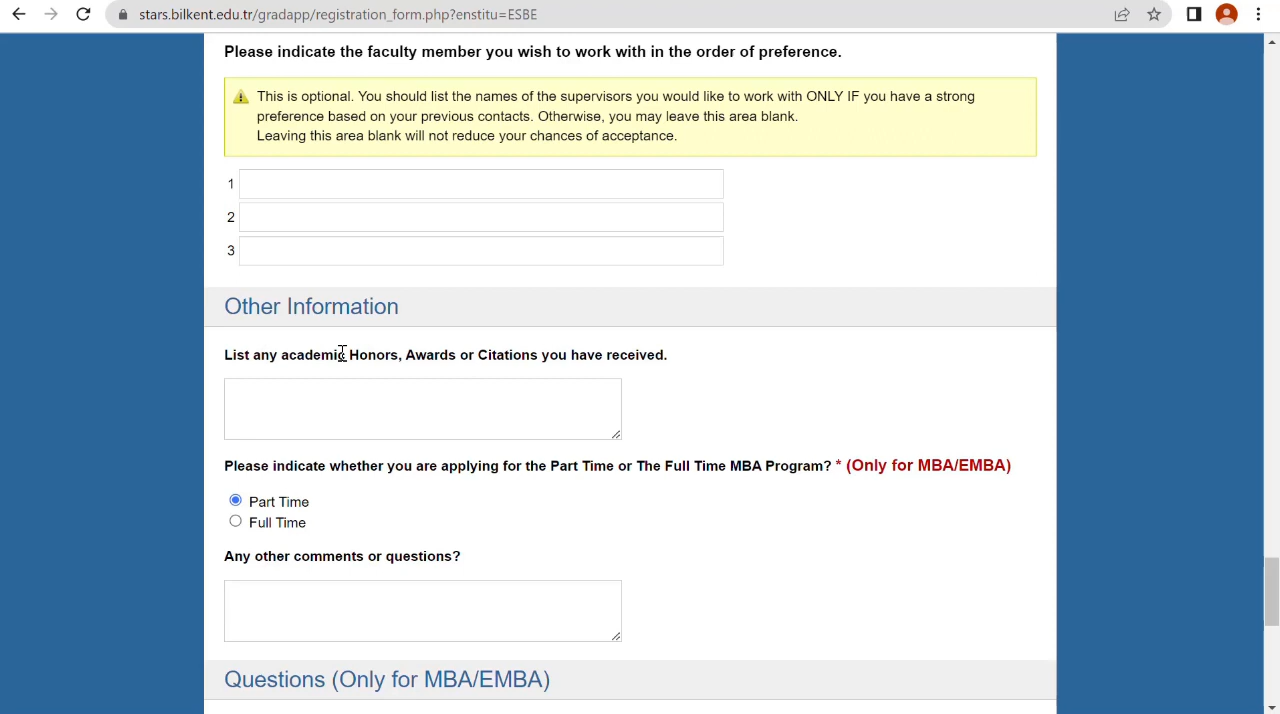 stars.bilkent.edu.tr/gradapp/registration_form.php?enstitu=ESBE
Please indicate the faculty member you wish to work with in the order of preference.
This is optional. You should list the names of the supervisors you would like to work with ONLY IF you have a strong
preference based on your previous contacts. Otherwise, you may leave this area blank.
Leaving this area blank will not reduce your chances of acceptance.
1
2
3
Other Information
List any academic Honors, Awards or Citations you have received.
Please indicate whether you are applying for the Part Time or The Full Time MBA Program? * (Only for MBA/EMBA)
Part Time
Full Time
Any other comments or questions?
Questions (Only for MBA/EMBA)